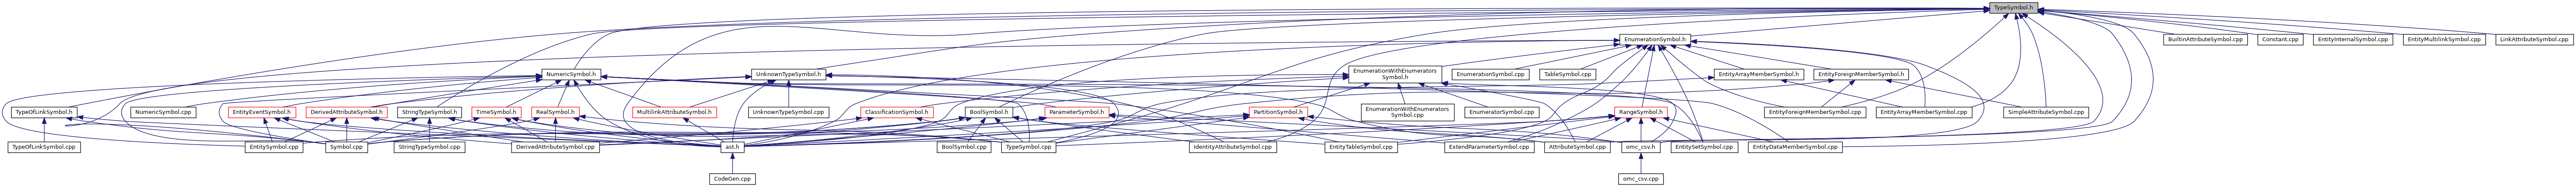 TypeSymbol.h
EnumerationSymbol.h
BuiltinAttributeSymbol.cpp
Constant.cpp
EntityInternalSymbol.cpp
EntityMultilinkSymbol.cpp
LinkAttributeSymbol.cpp
NumericSymbol.h
UnknownTypeSymbol.h
EnumerationWithEnumerators
Symbol.h
EnumerationSymbol.cpp
TableSymbol.cpp
EntityArrayMemberSymbol.h
EntityForeignMemberSymbol.h
TypeOfLinkSymbol.h
NumericSymbol.cpp
EntityEventSymbol.h
DerivedAttributeSymbol.h
StringTypeSymbol.h
TimeSymbol.h
RealSymbol.h
MultilinkAttributeSymbol.h
UnknownTypeSymbol.cpp
ClassificationSymbol.h
BoolSymbol.h
ParameterSymbol.h
PartitionSymbol.h
EnumerationWithEnumerators
Symbol.cpp
EnumeratorSymbol.cpp
RangeSymbol.h
EntityForeignMemberSymbol.cpp
EntityArrayMemberSymbol.cpp
SimpleAttributeSymbol.cpp
TypeOfLinkSymbol.cpp
EntitySymbol.cpp
Symbol.cpp
StringTypeSymbol.cpp
DerivedAttributeSymbol.cpp
ast.h
BoolSymbol.cpp
TypeSymbol.cpp
IdentityAttributeSymbol.cpp
EntityTableSymbol.cpp
ExtendParameterSymbol.cpp
AttributeSymbol.cpp
omc_csv.h
EntitySetSymbol.cpp
EntityDataMemberSymbol.cpp
CodeGen.cpp
omc_csv.cpp